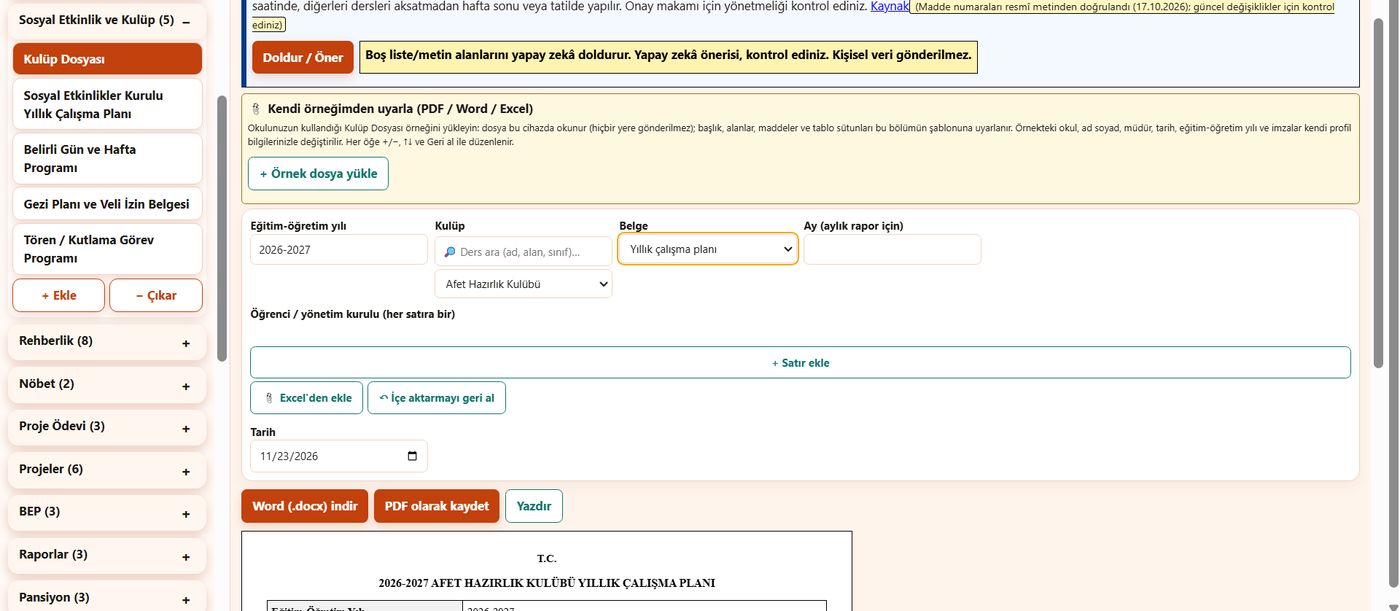 Sosyal Etkinlik ve Kulüp (5) −
Kulüp Dosyası
Sosyal Etkinlikler Kurulu
Yıllık Çalışma Planı
Belirli Gün ve Hafta
Programı
Gezi Planı ve Veli İzin Belgesi
Tören / Kutlama Görev
Programı
+ Ekle
− Çıkar
Rehberlik (8) +
Nöbet (2) +
Proje Ödevi (3) +
Projeler (6) +
BEP (3) +
Raporlar (3) +
Pansiyon (3) +
saatinde, diğerleri dersleri aksatmadan hafta sonu veya tatilde yapılır. Onay makamı için yönetmeliği kontrol ediniz. Kaynak (Madde numaraları resmî metinden doğrulandı (17.10.2026); güncel değişiklikler için kontrol
ediniz)
Doldur / Öner
Boş liste/metin alanlarını yapay zekâ doldurur. Yapay zekâ önerisi, kontrol ediniz. Kişisel veri gönderilmez.
Kendi örneğimden uyarla (PDF / Word / Excel)
Okulunuzun kullandığı Kulüp Dosyası örneğini yükleyin: dosya bu cihazda okunur (hiçbir yere gönderilmez); başlık, alanlar, maddeler ve tablo sütunları bu bölümün şablonuna uyarlanır. Örnekteki okul, ad soyad, müdür, tarih, eğitim-öğretim yılı ve imzalar kendi profil
bilgilerinizle değiştirilir. Her öğe +/−, ↑↓ ve Geri al ile düzenlenir.
+ Örnek dosya yükle
Eğitim-öğretim yılı
2026-2027
Kulüp
Ders ara (ad, alan, sınıf)...
Afet Hazırlık Kulübü
Belge
Yıllık çalışma planı
Ay (aylık rapor için)
Öğrenci / yönetim kurulu (her satıra bir)
+ Satır ekle
Excel'den ekle
↶ İçe aktarmayı geri al
Tarih
11/23/2026
Word (.docx) indir
PDF olarak kaydet
Yazdır
T.C.
2026-2027 AFET HAZIRLIK KULÜBÜ YILLIK ÇALIŞMA PLANI
Eğitim-Öğretim Yılı 2026-2027